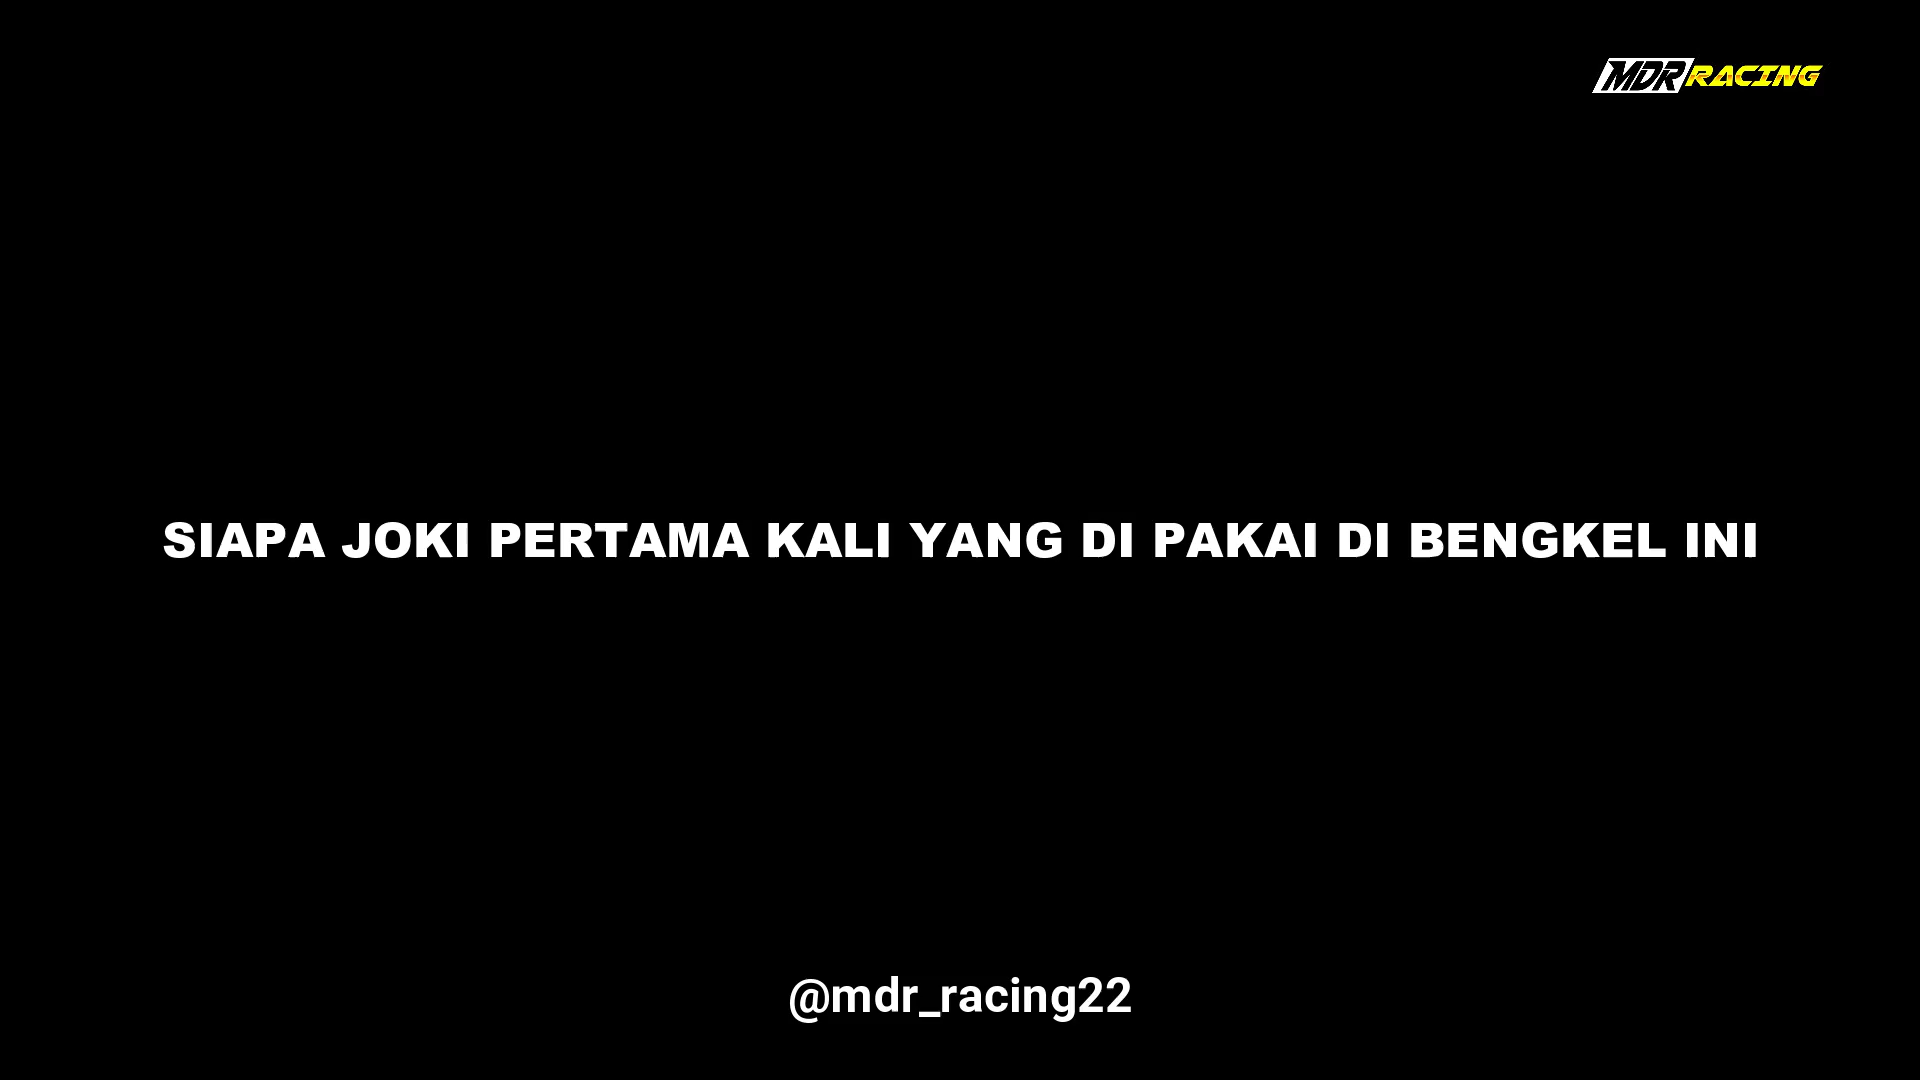 MDR RACING
SIAPA JOKI PERTAMA KALI YANG DI PAKAI DI BENGKEL INI
@mdr_racing22